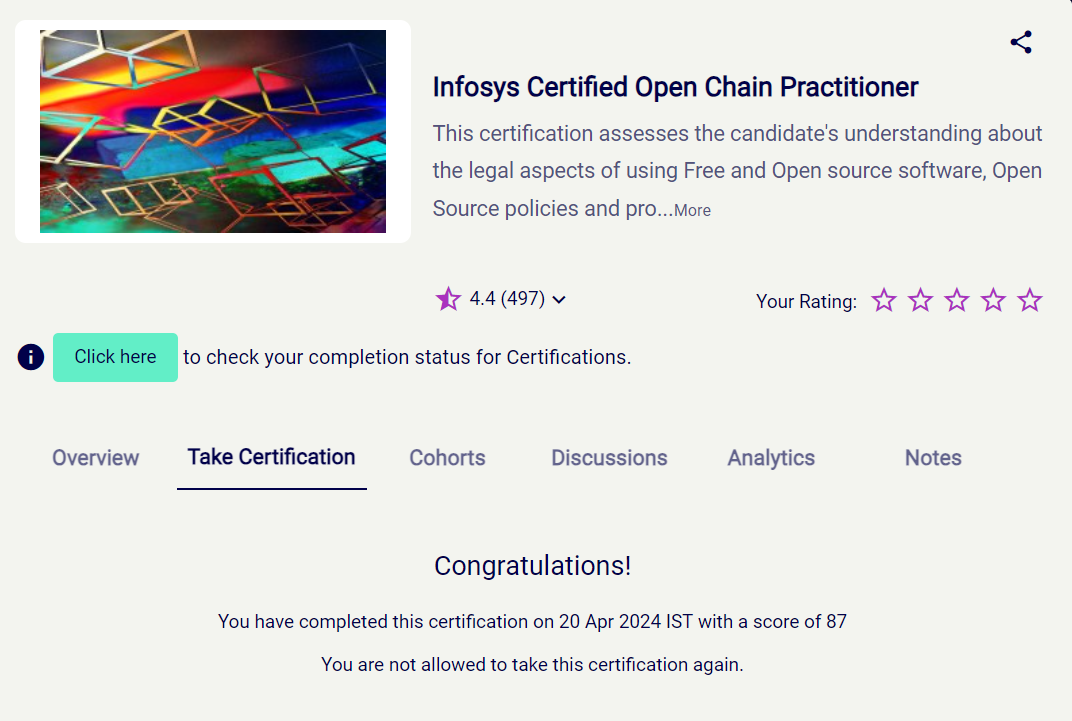 Infosys Certified Open Chain Practitioner
This certification assesses the candidate's understanding about
the legal aspects of using Free and Open source software, Open
Source policies and pro...More
4.4 (497)
Your Rating:
Click here to check your completion status for Certifications.
Overview Take Certification Cohorts Discussions Analytics Notes
Congratulations!
You have completed this certification on 20 Apr 2024 IST with a score of 87
You are not allowed to take this certification again.